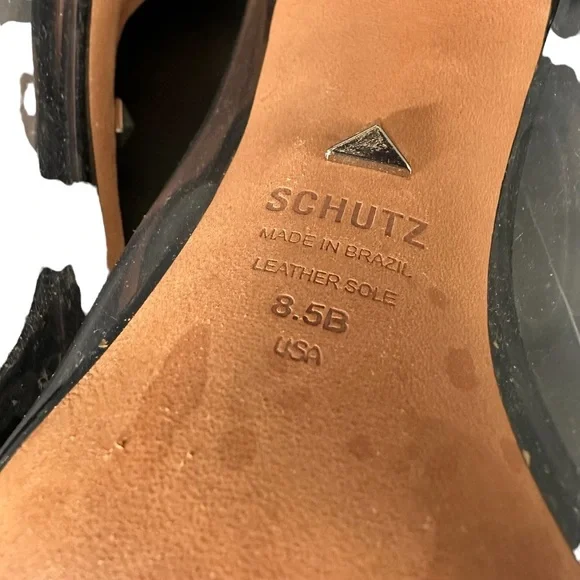 SCHUTZ
MADE IN BRAZIL
LEATHER SOLE
8.5B
USA